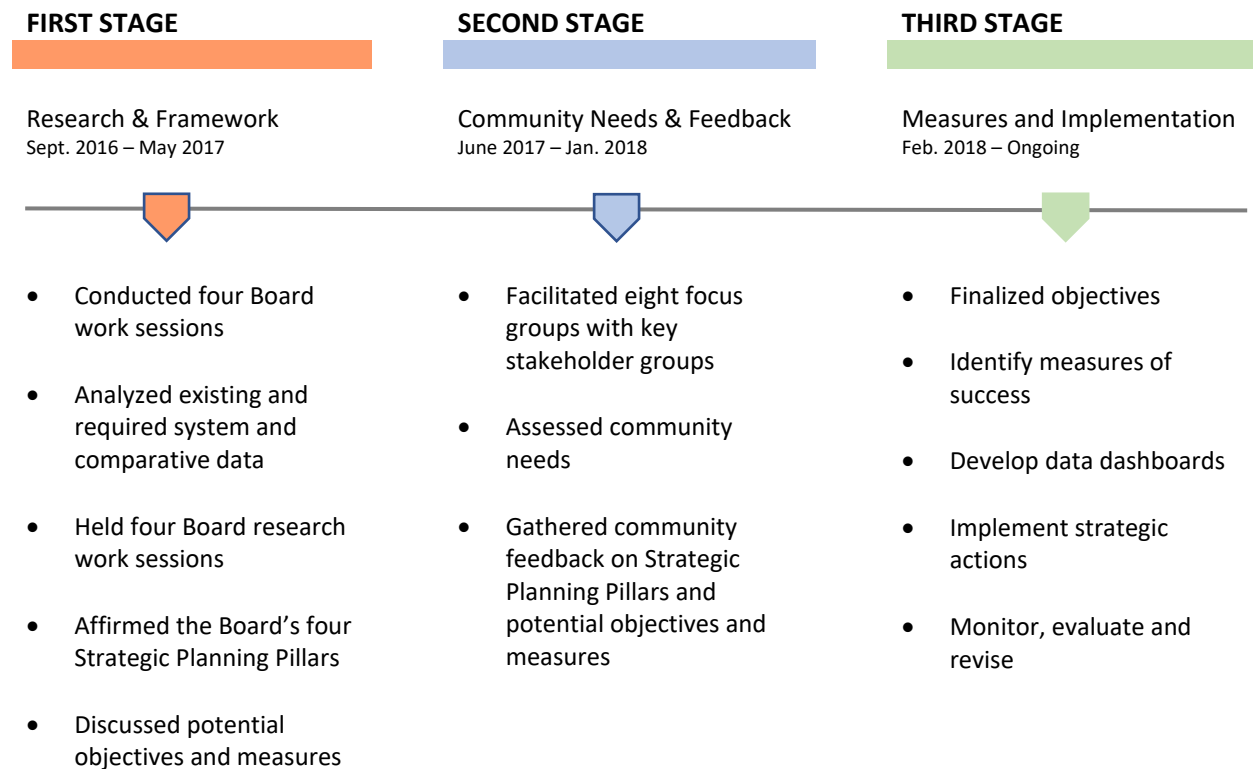 FIRST STAGE
Research & Framework
Sept. 2016 – May 2017
• Conducted four Board
work sessions
• Analyzed existing and
required system and
comparative data
• Held four Board research
work sessions
• Affirmed the Board’s four
Strategic Planning Pillars
• Discussed potential
objectives and measures
SECOND STAGE
Community Needs & Feedback
June 2017 – Jan. 2018
• Facilitated eight focus
groups with key
stakeholder groups
• Assessed community
needs
• Gathered community
feedback on Strategic
Planning Pillars and
potential objectives and
measures
THIRD STAGE
Measures and Implementation
Feb. 2018 – Ongoing
• Finalized objectives
• Identify measures of
success
• Develop data dashboards
• Implement strategic
actions
• Monitor, evaluate and
revise